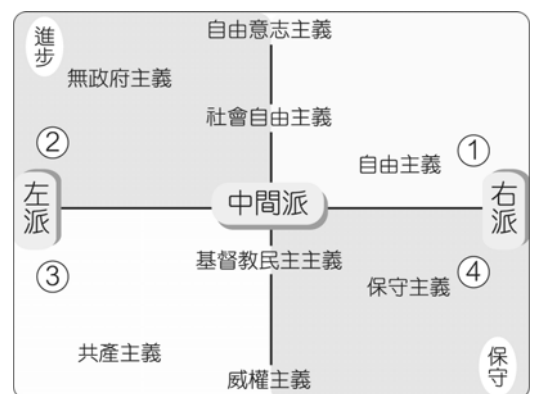 進步
自由意志主義
無政府主義
社會自由主義
②
①
自由主義
左派
中間派
右派
基督教民主主義
③
④
保守主義
共產主義
保守
威權主義